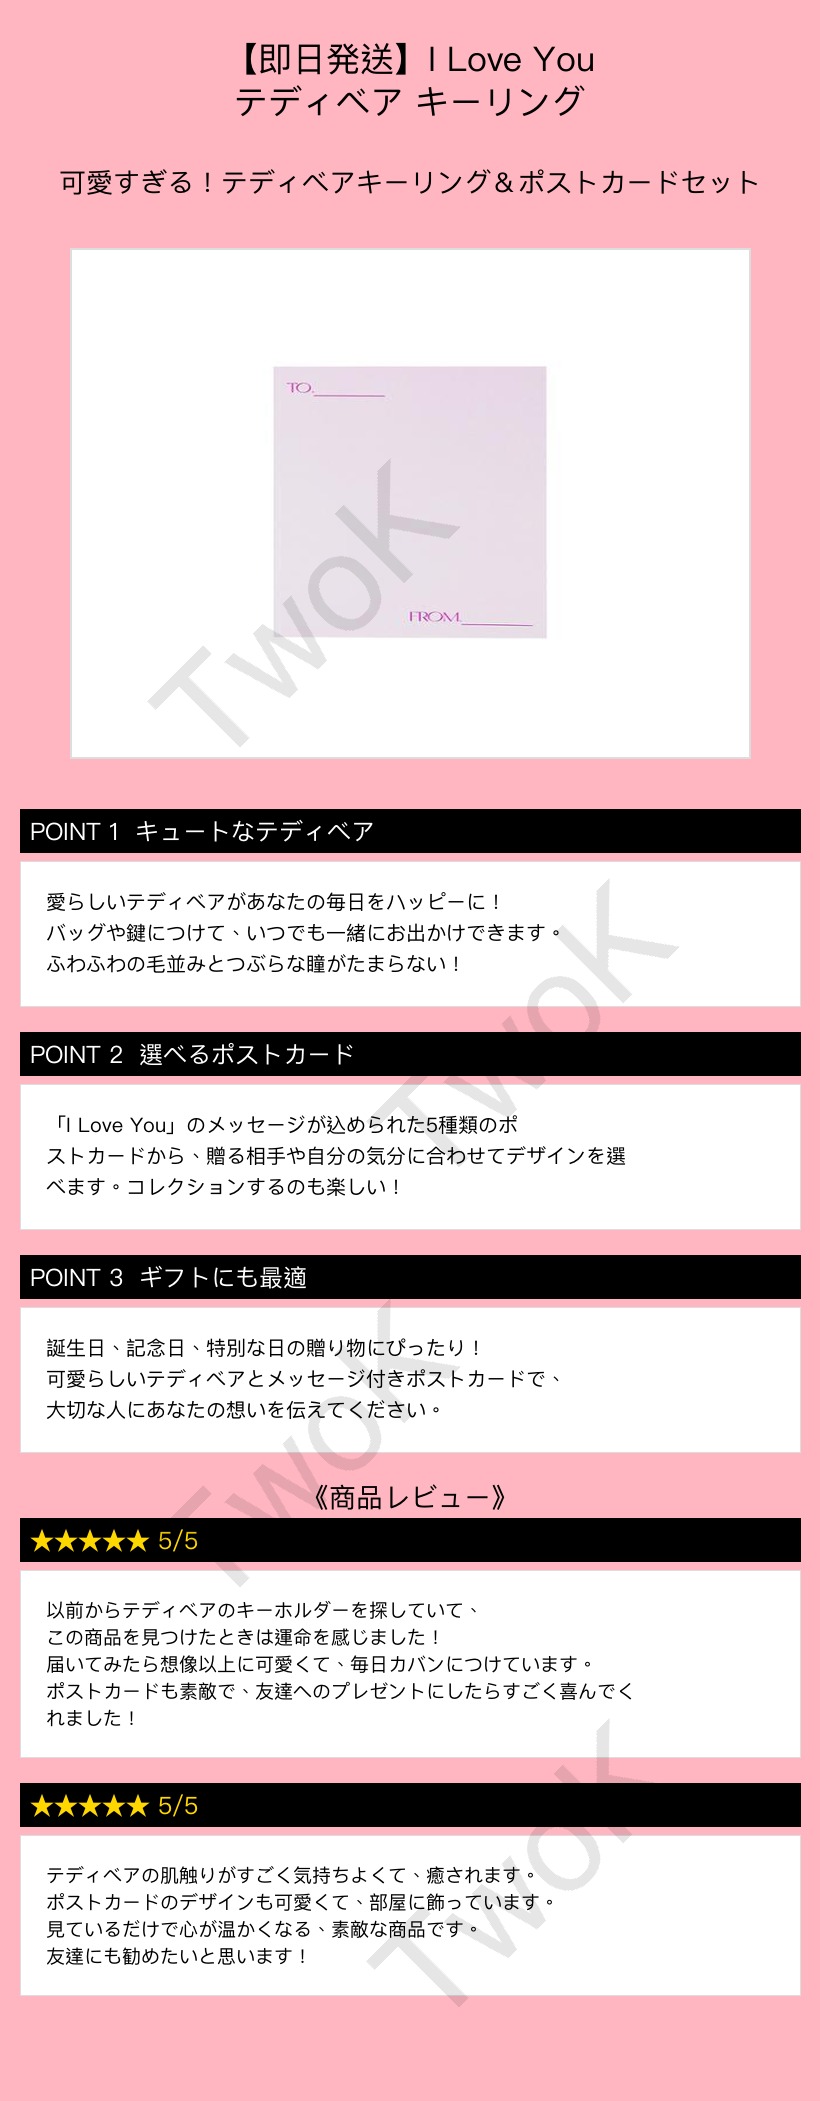 【即日発送】I Love You
テディベア キーリング
可愛すぎる！テディベアキーリング＆ポストカードセット
TO.
FROM.
TwoK
POINT 1 キュートなテディベア
愛らしいテディベアがあなたの毎日をハッピーに！
バッグや鍵につけて、いつでも一緒にお出かけできます。
ふわふわの毛並みとつぶらな瞳がたまらない！
TwoK
POINT 2 選べるポストカード
「I Love You」のメッセージが込められた5種類のポ
ストカードから、贈る相手や自分の気分に合わせてデザインを選
べます。コレクションするのも楽しい！
POINT 3 ギフトにも最適
誕生日、記念日、特別な日の贈り物にぴったり！
可愛らしいテディベアとメッセージ付きポストカードで、
大切な人にあなたの想いを伝えてください。
TwoK
《商品レビュー》
★★★★★ 5/5
以前からテディベアのキーホルダーを探していて、
この商品を見つけたときは運命を感じました！
届いてみたら想像以上に可愛くて、毎日カバンにつけています。
ポストカードも素敵で、友達へのプレゼントにしたらすごく喜んでく
れました！
★★★★★ 5/5
テディベアの肌触りがすごく気持ちよくて、癒されます。
ポストカードのデザインも可愛くて、部屋に飾っています。
見ているだけで心が温かくなる、素敵な商品です。
友達にも勧めたいと思います！
TwoK